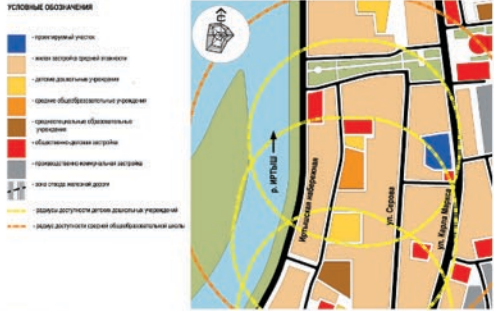 УСЛОВНЫЕ ОБОЗНАЧЕНИЯ
- проектируемый участок
- жилая застройка средней этажности
- детские дошкольные учреждения
- средние общеобразовательные учреждения
- среднеспециальные образовательные
учреждения
- общественно-деловая застройка
- производственно-коммунальная застройка
- зона отвода железной дороги
- радиусы доступности детских дошкольных учреждений
- радиус доступности средней общеобразовательной школы
С
р. ИРТЫШ
Иртышская набережная
ул. Серова
ул. Карла Маркса